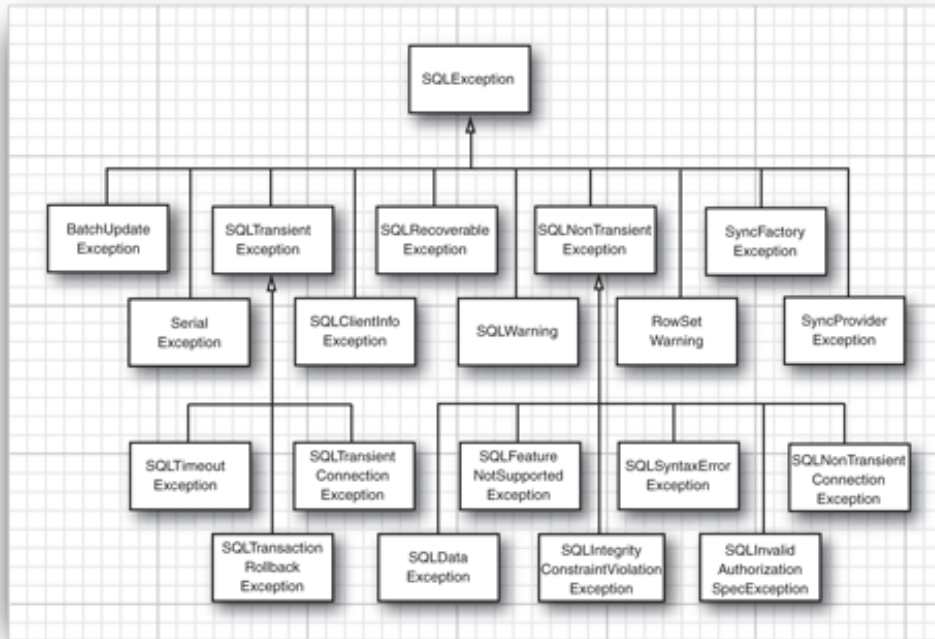 SQLException
BatchUpdate
Exception
SQLTransient
Exception
SQLRecoverable
Exception
SQLNonTransient
Exception
SyncFactory
Exception
Serial
Exception
SQLClientInfo
Exception
SQLWarning
RowSet
Warning
SyncProvider
Exception
SQLTimeout
Exception
SQLTransient
Connection
Exception
SQLFeature
NotSupported
Exception
SQLSyntaxError
Exception
SQLNonTransient
Connection
Exception
SQLTransaction
Rollback
Exception
SQLData
Exception
SQLIntegrity
ConstraintViolation
Exception
SQLInvalid
Authorization
SpecException